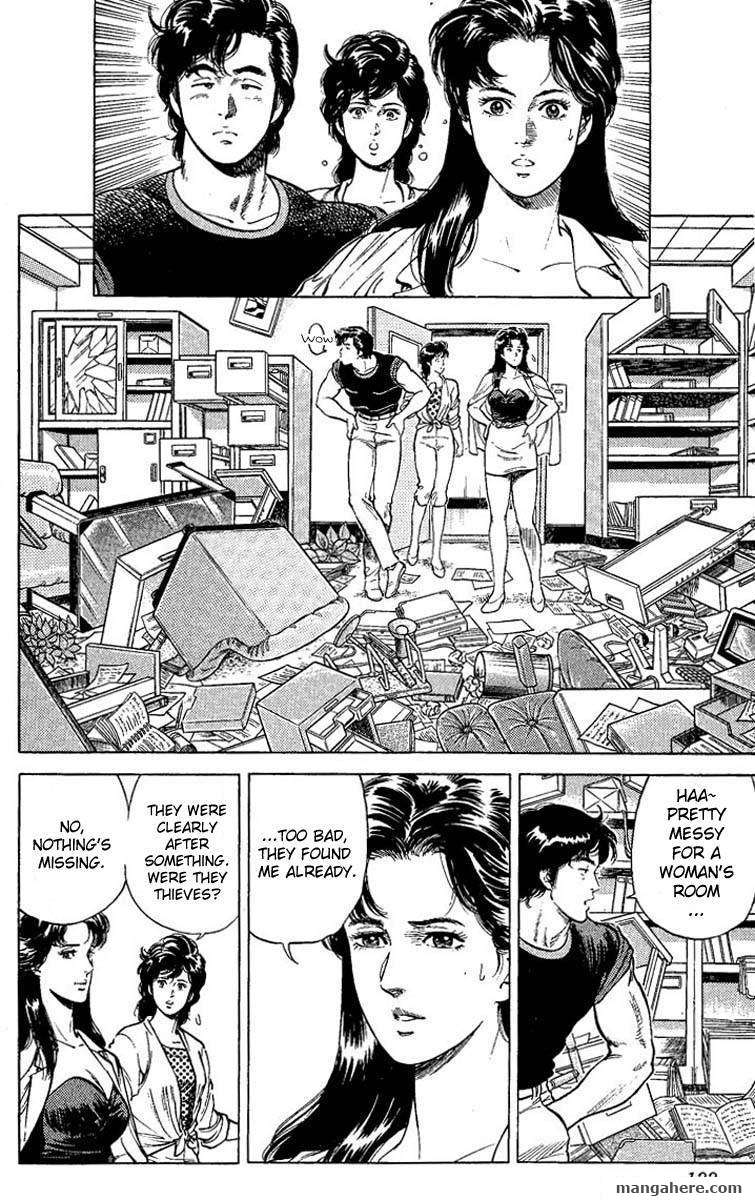 WOW
HAA~
PRETTY
MESSY
FOR A
WOMAN'S
ROOM
...
...TOO BAD,
THEY FOUND
ME ALREADY.
THEY WERE
CLEARLY
AFTER
SOMETHING.
WERE THEY
THIEVES?
NO,
NOTHING'S
MISSING.
mangahere.com